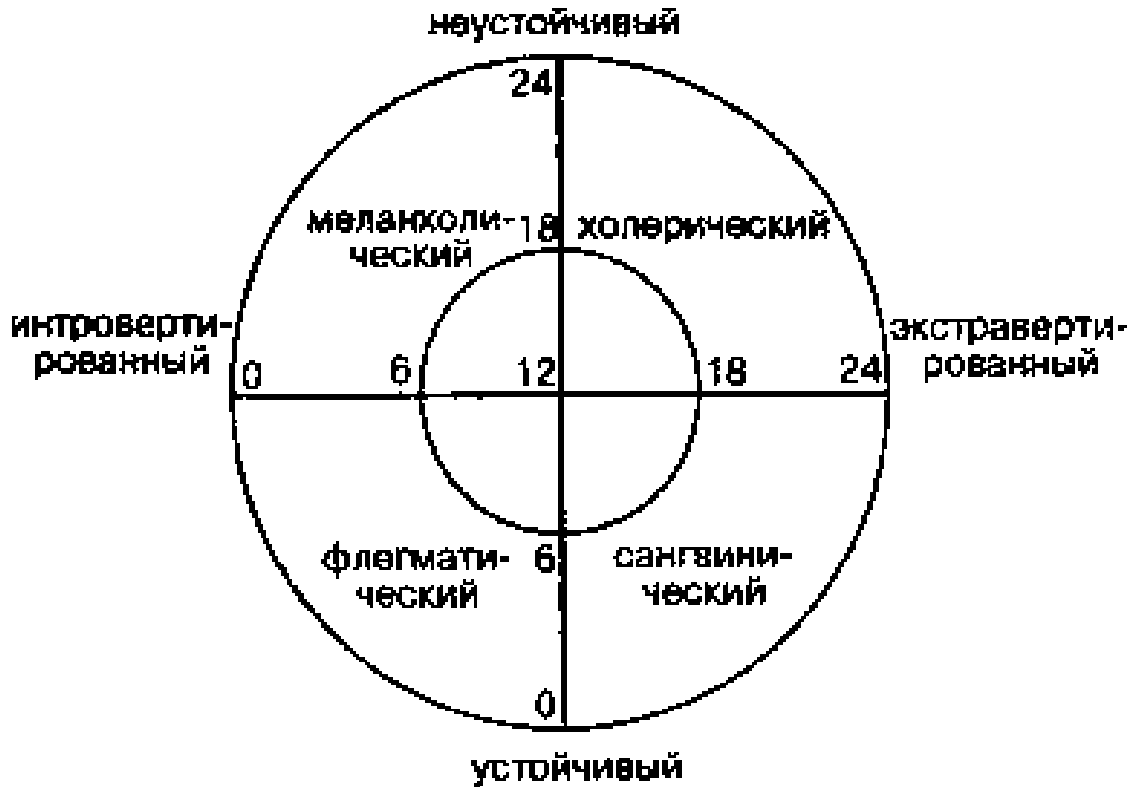 неустойчивый
24
меланхоли-
ческий
18
холерический
интроверти-
рованный
0
6
12
18
24
экстраверти-
рованный
флегмати-
ческий
6
сангвини-
ческий
0
устойчивый